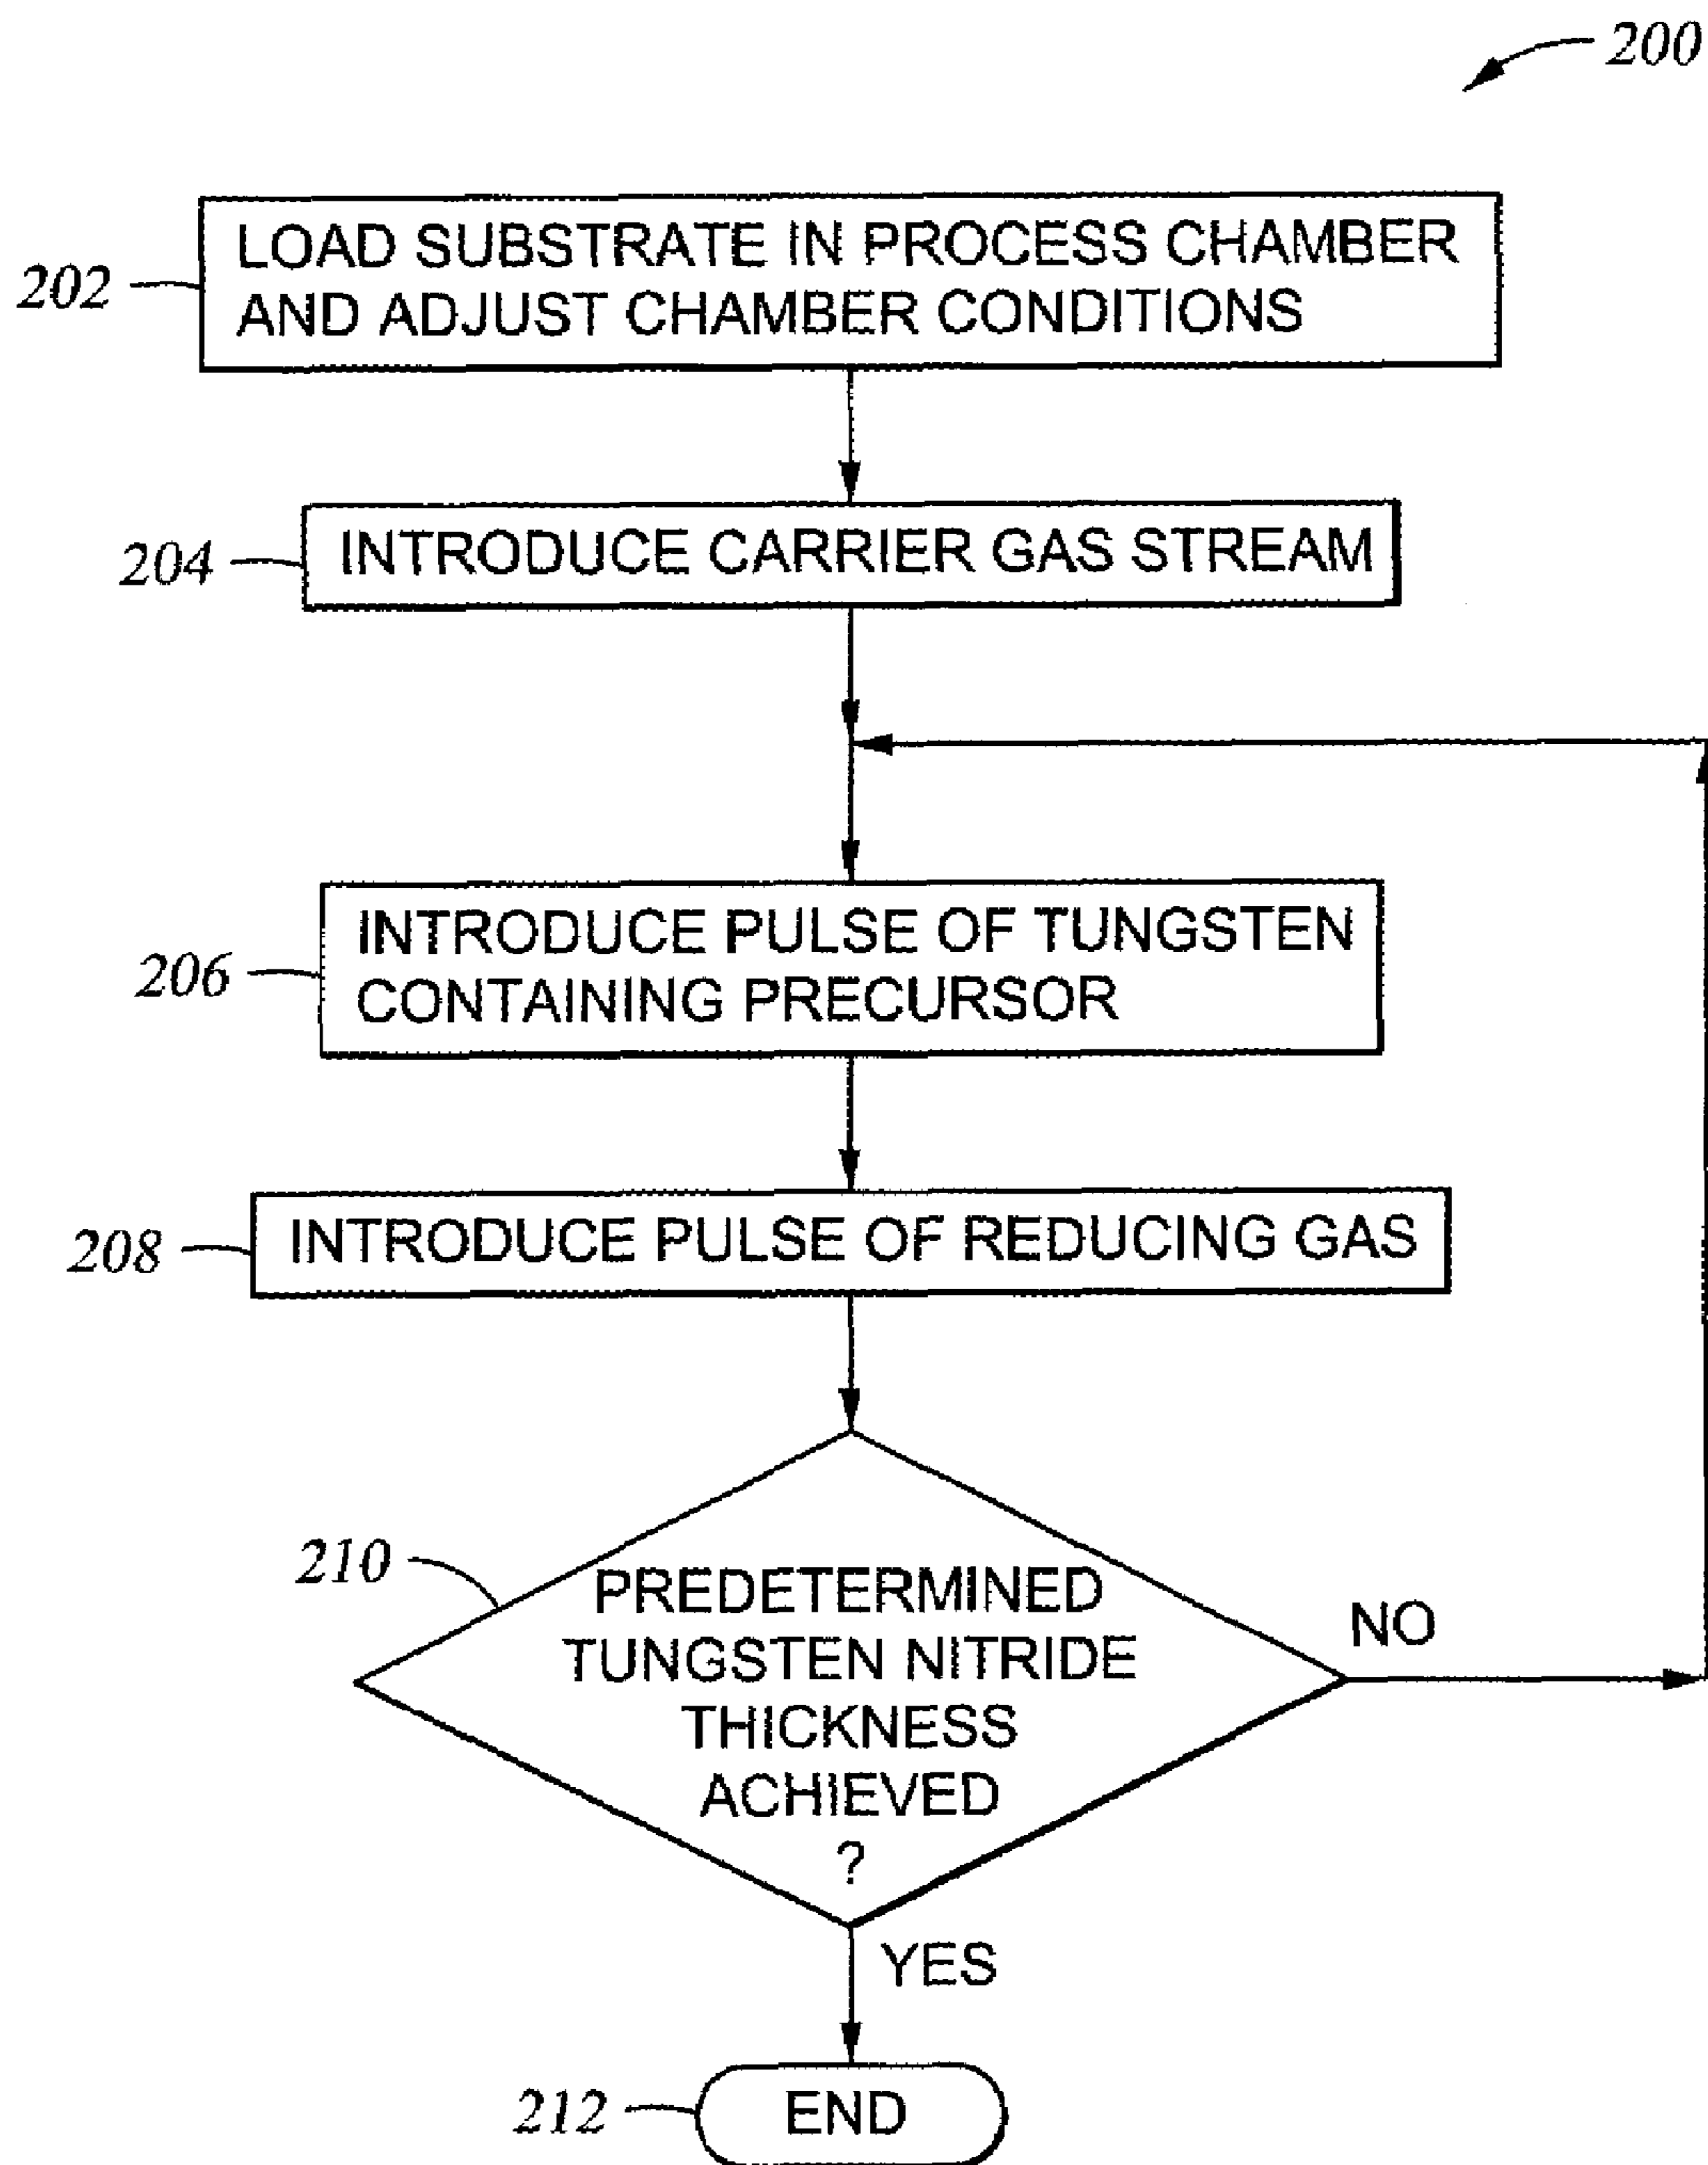 200
202
LOAD SUBSTRATE IN PROCESS CHAMBER
AND ADJUST CHAMBER CONDITIONS
204
INTRODUCE CARRIER GAS STREAM
206
INTRODUCE PULSE OF TUNGSTEN
CONTAINING PRECURSOR
208
INTRODUCE PULSE OF REDUCING GAS
210
PREDETERMINED
TUNGSTEN NITRIDE
THICKNESS
ACHIEVED
?
NO
YES
212
END